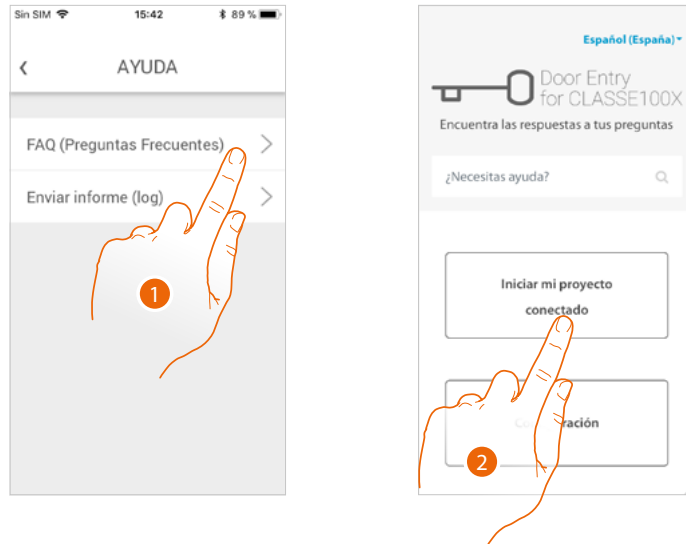 Sin SIM 15:42 89 %
AYUDA
FAQ (Preguntas Frecuentes)
Enviar informe (log)
1
Español (España)
Door Entry
for CLASSE100X
Encuentra las respuestas a tus preguntas
¿Necesitas ayuda?
Iniciar mi proyecto
conectado
2